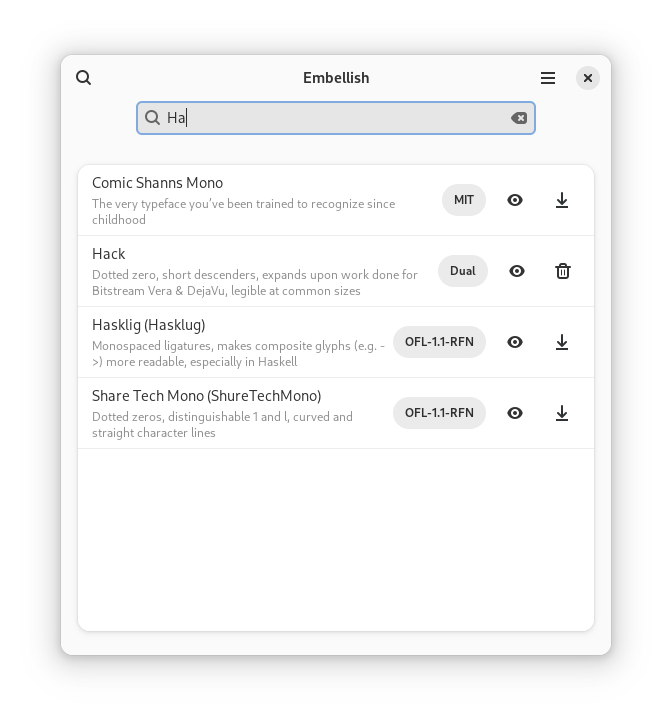 Embellish
Ha
Comic Shanns Mono
The very typeface you've been trained to recognize since
childhood
MIT
Hack
Dotted zero, short descenders, expands upon work done for
Bitstream Vera & DejaVu, legible at common sizes
Dual
Hasklig (Hasklug)
Monospaced ligatures, makes composite glyphs (e.g. -
>) more readable, especially in Haskell
OFL-1.1-RFN
Share Tech Mono (ShureTechMono)
Dotted zeros, distinguishable 1 and l, curved and
straight character lines
OFL-1.1-RFN